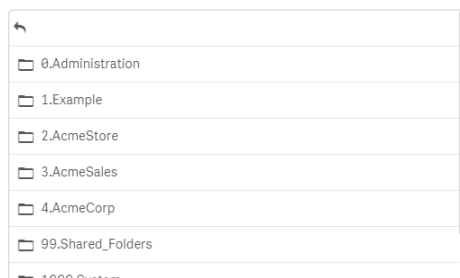 0.Administration
1.Example
2.AcmeStore
3.AcmeSales
4.AcmeCorp
99.Shared_Folders